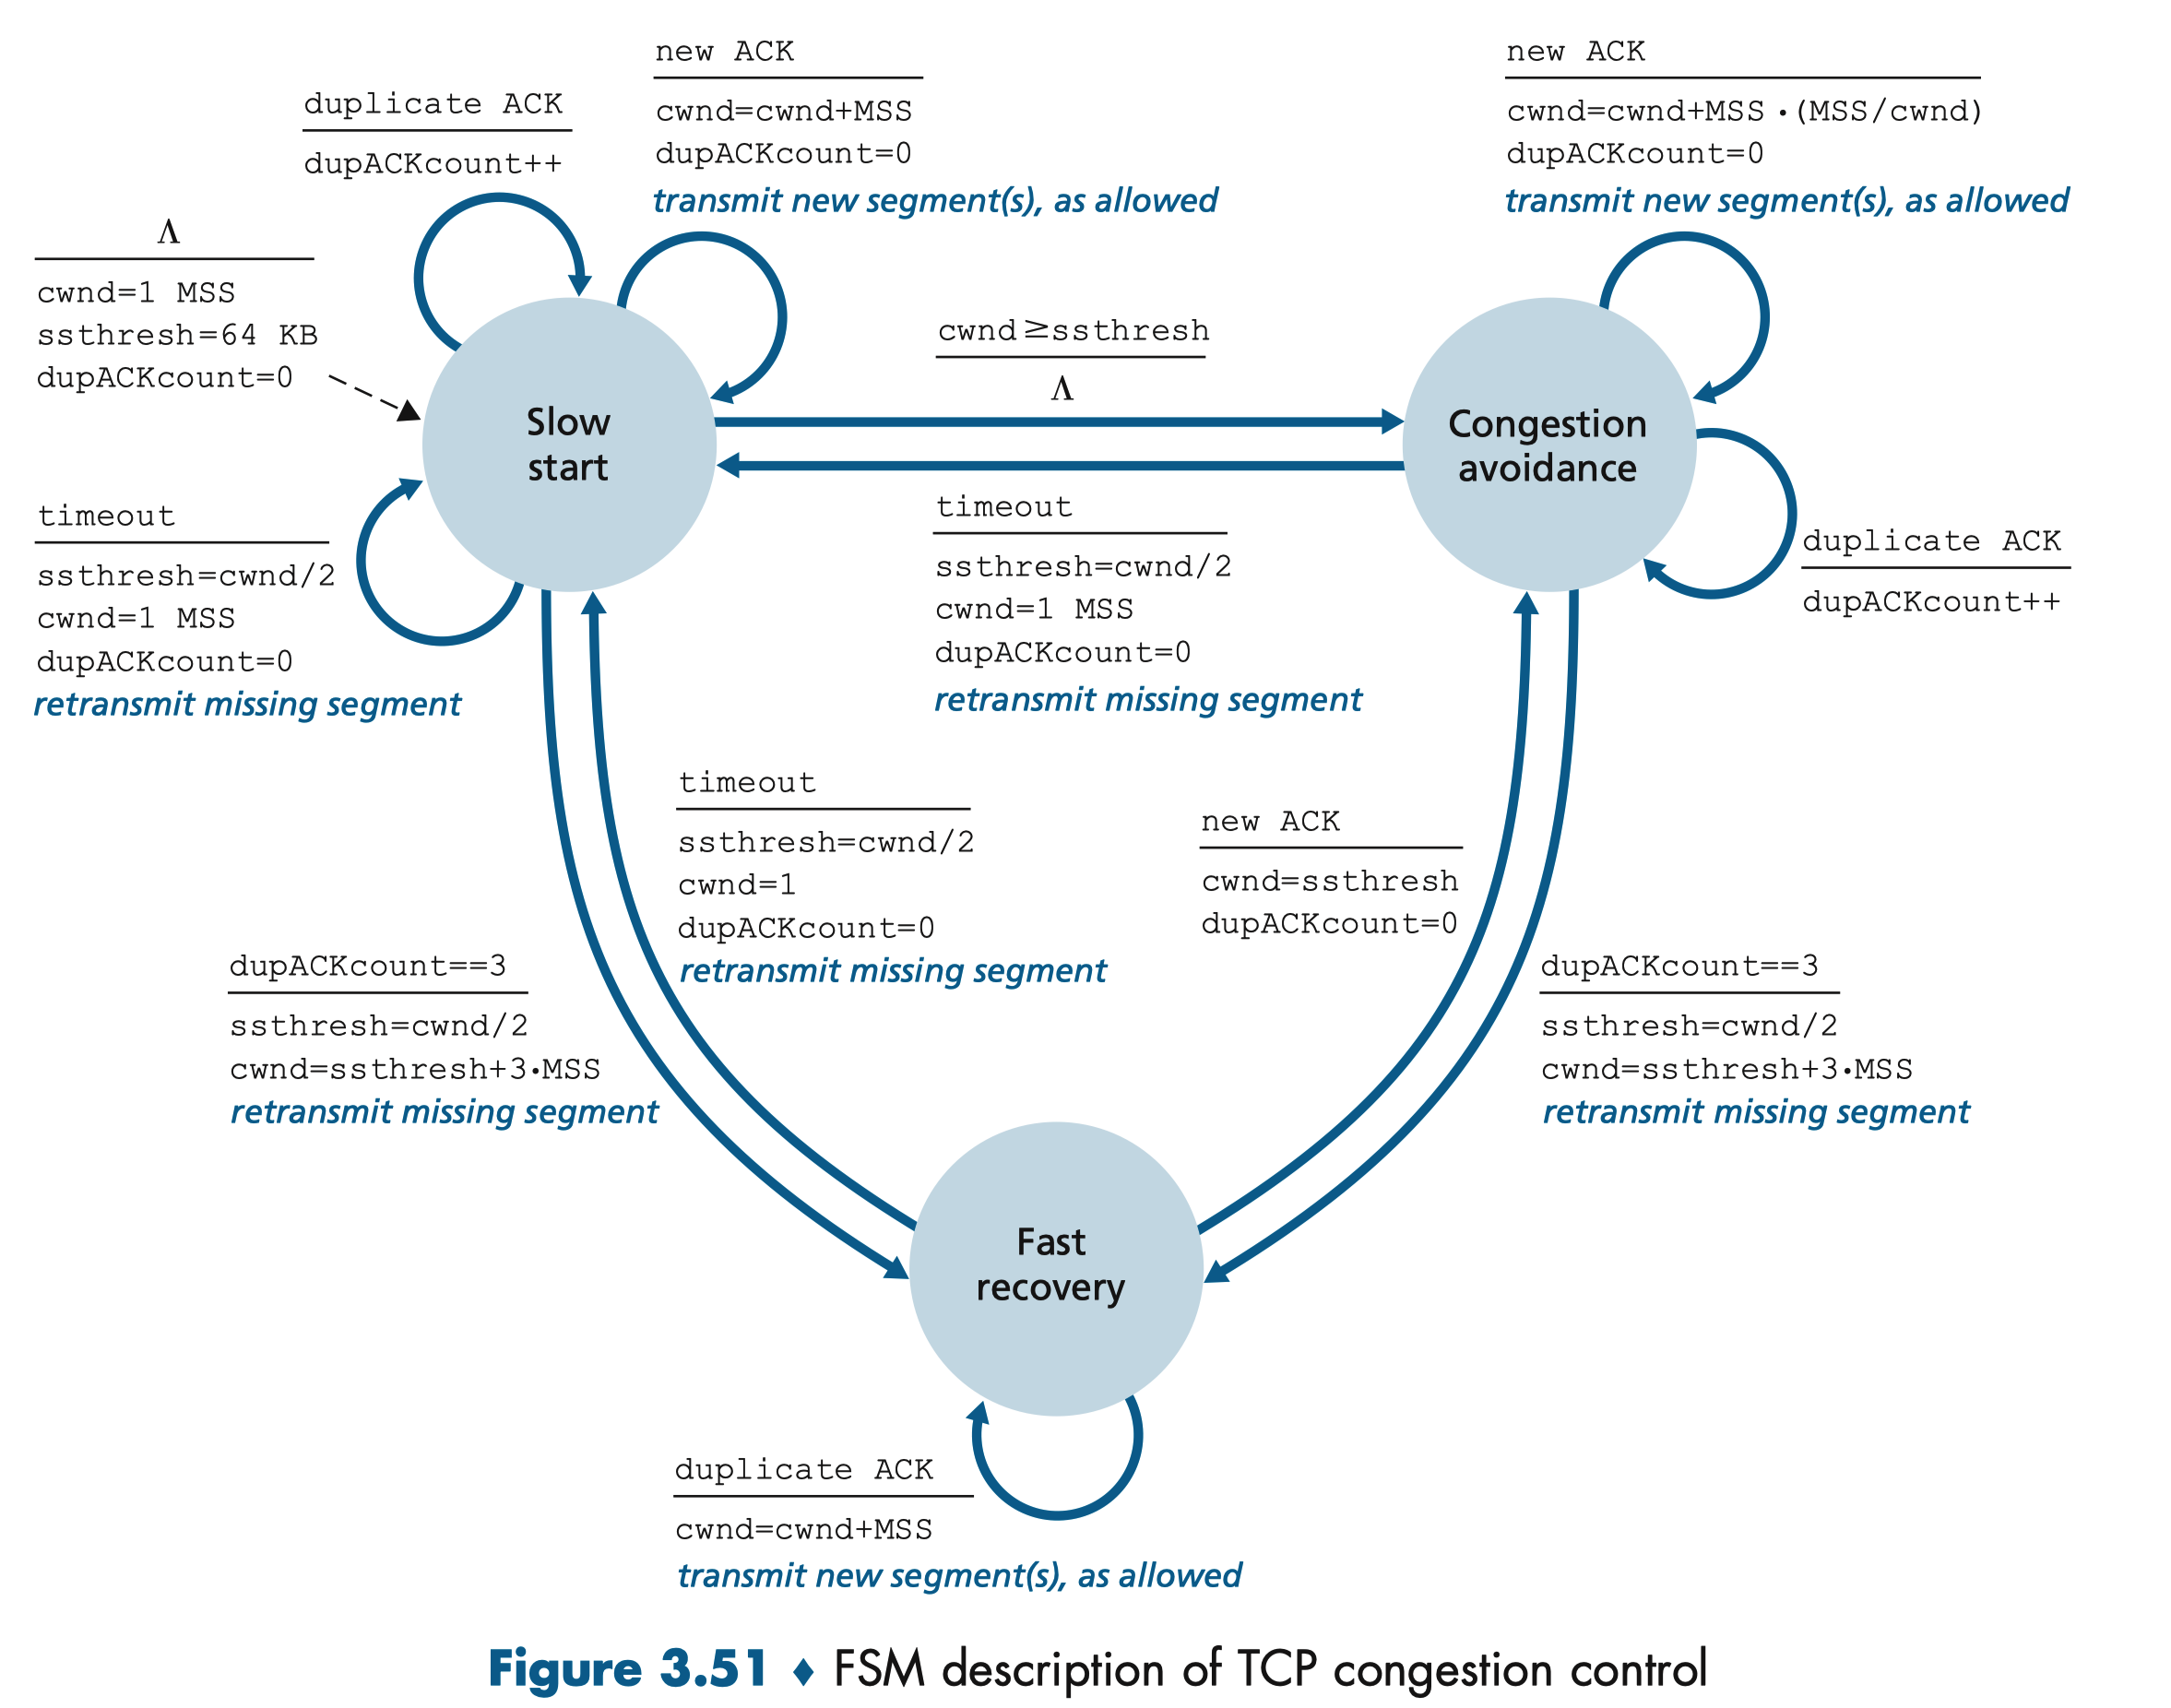 new ACK
cwnd=cwnd+MSS
dupACKcount=0
transmit new segment(s), as allowed
new ACK
cwnd=cwnd+MSS·(MSS/cwnd)
dupACKcount=0
transmit new segment(s), as allowed
duplicate ACK
dupACKcount++
Λ
cwnd=1 MSS
ssthresh=64 KB
dupACKcount=0
cwnd≥ssthresh
Λ
Slow
start
Congestion
avoidance
timeout
ssthresh=cwnd/2
cwnd=1 MSS
dupACKcount=0
retransmit missing segment
timeout
ssthresh=cwnd/2
cwnd=1 MSS
dupACKcount=0
retransmit missing segment
duplicate ACK
dupACKcount++
timeout
ssthresh=cwnd/2
cwnd=1
dupACKcount=0
retransmit missing segment
new ACK
cwnd=ssthresh
dupACKcount=0
dupACKcount==3
ssthresh=cwnd/2
cwnd=ssthresh+3·MSS
retransmit missing segment
dupACKcount==3
ssthresh=cwnd/2
cwnd=ssthresh+3·MSS
retransmit missing segment
Fast
recovery
duplicate ACK
cwnd=cwnd+MSS
transmit new segment(s), as allowed
Figure 3.51 ♦ FSM description of TCP congestion control